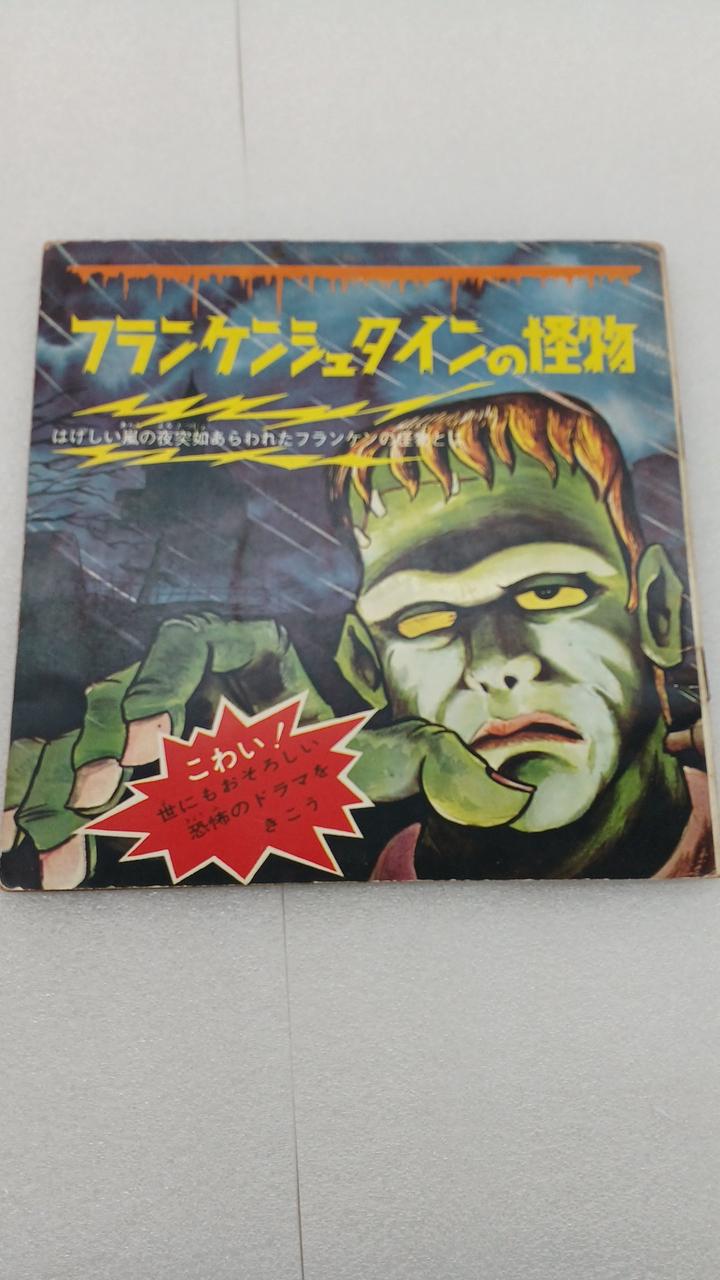 フランケンシュタインの怪物
はげしい嵐の夜突如あらわれたフランケンの怪物とは
こわい!
世にもおそろしい
恐怖のドラマを
きこう